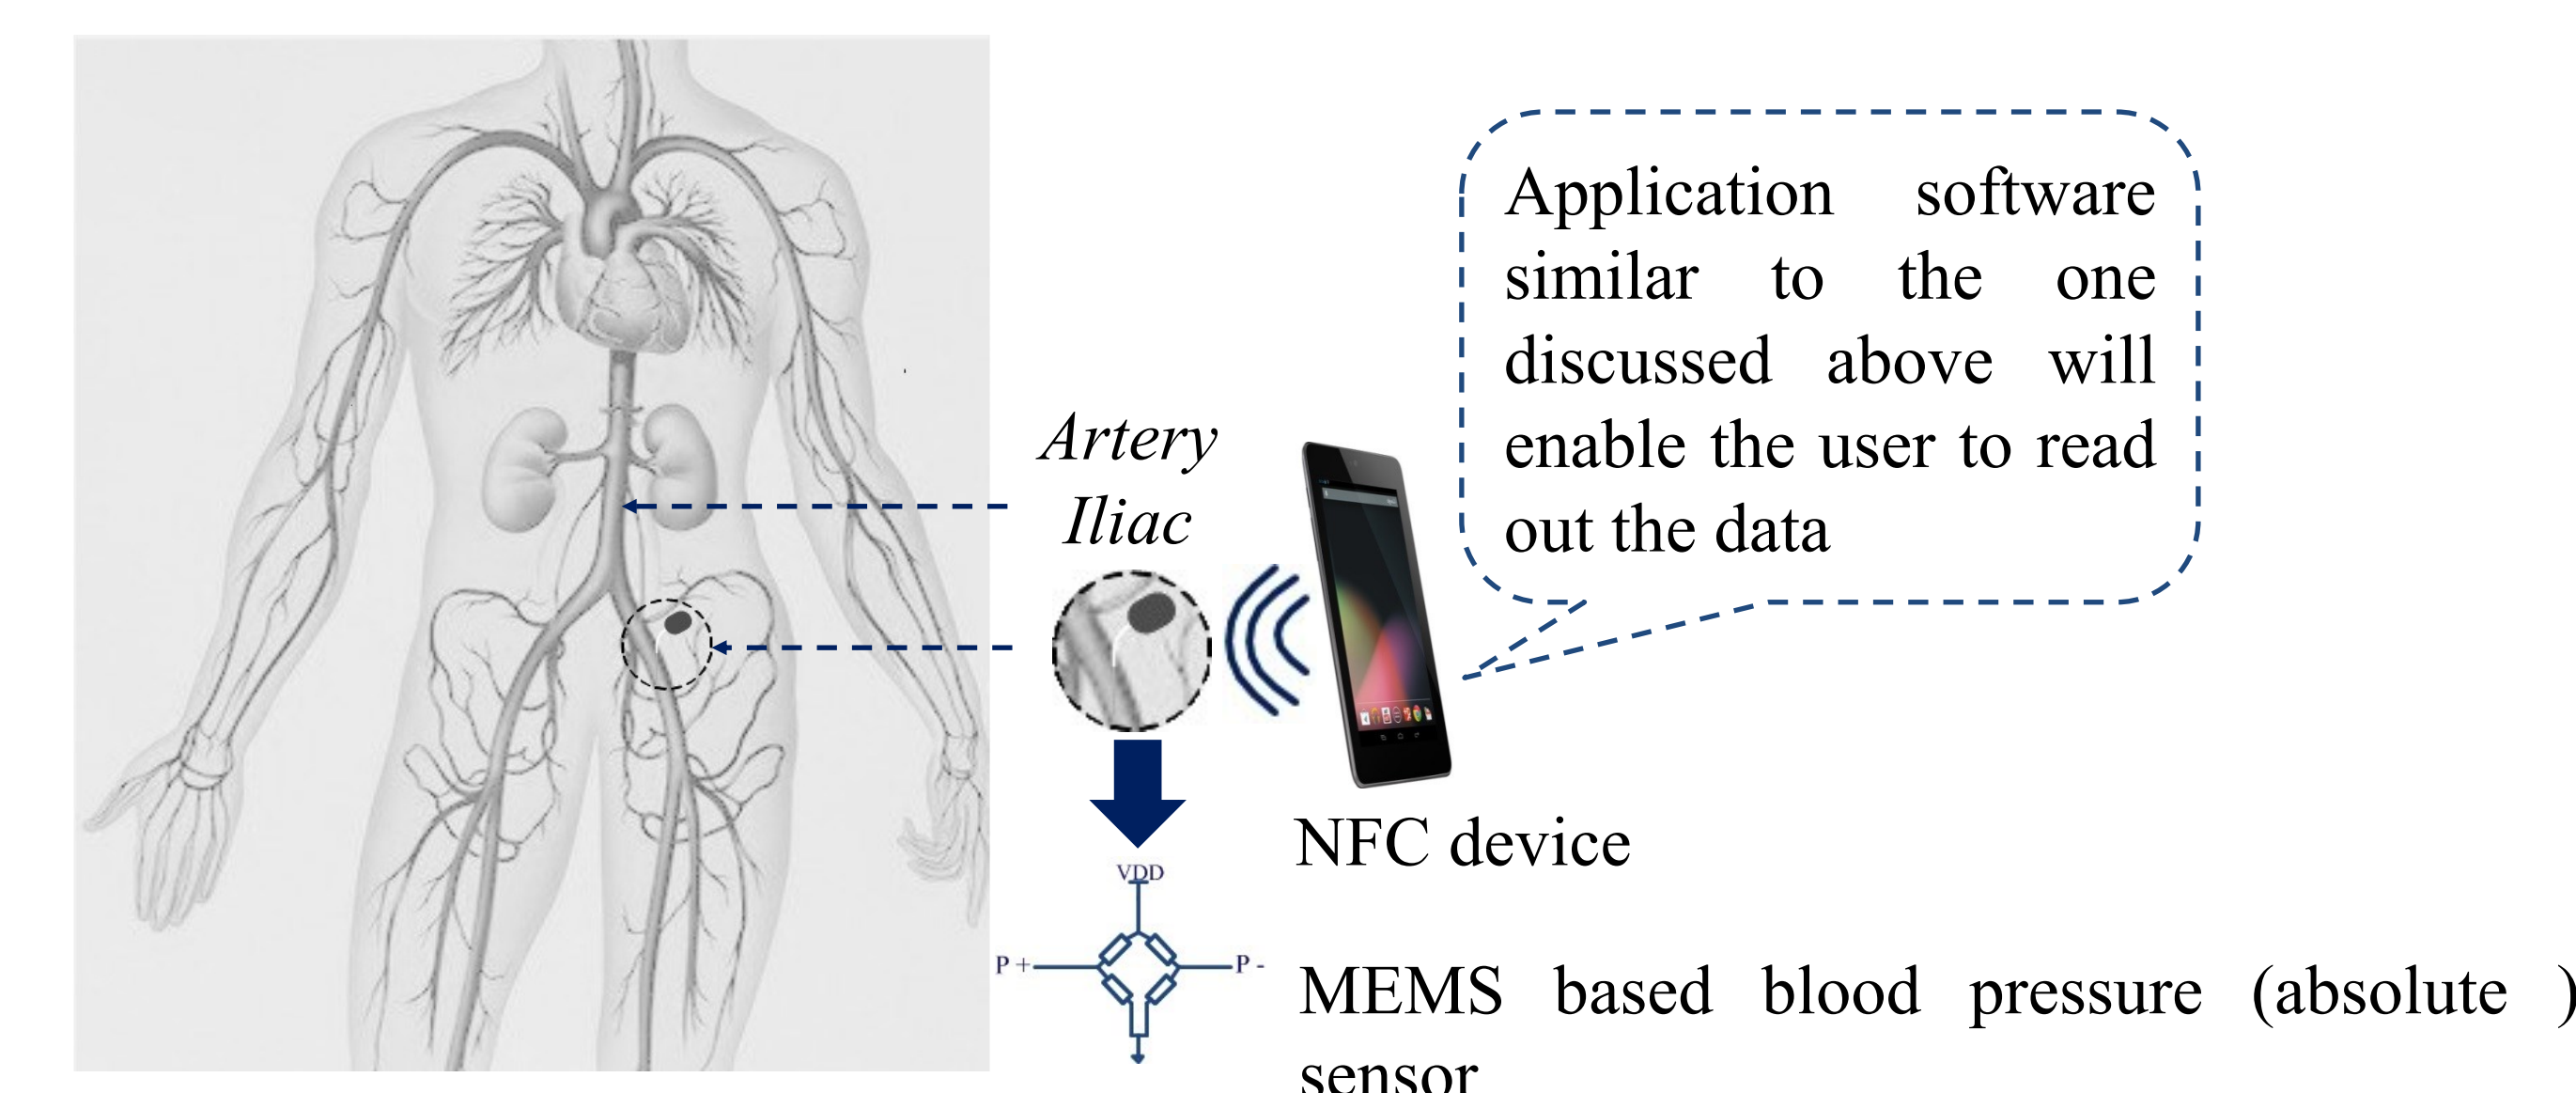 Application software
similar to the one
discussed above will
enable the user to read
out the data
Artery
Iliac
NFC device
VDD
P +
P -
MEMS based blood pressure (absolute )
sensor